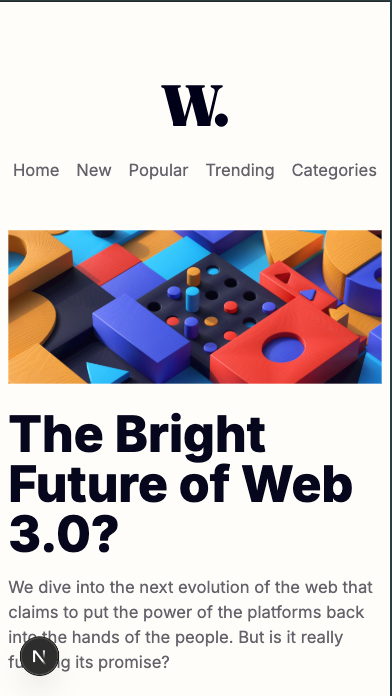 W.
Home New Popular Trending Categories
The Bright
Future of Web
3.0?
We dive into the next evolution of the web that
claims to put the power of the platforms back
into the hands of the people. But is it really
its promise?
N